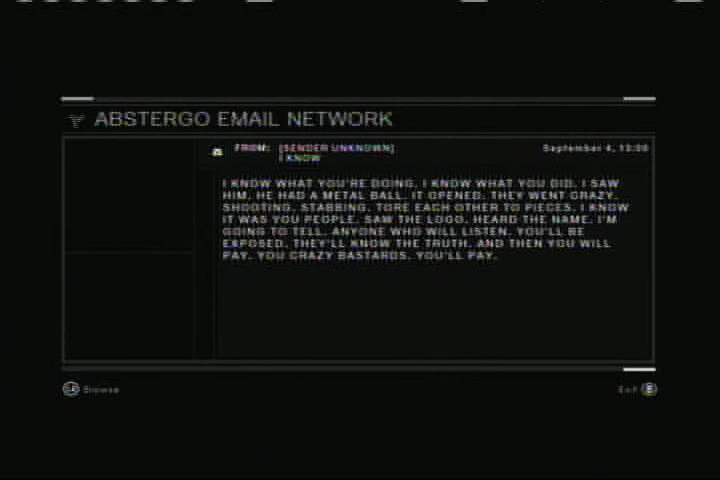 ABSTERGO EMAIL NETWORK
FROM: [SENDER UNKNOWN] September 4, 13:00
I KNOW
I KNOW WHAT YOU'RE DOING. I KNOW WHAT YOU DID. I SAW
HIM. HE HAD A METAL BALL. IT OPENED. THEY WENT CRAZY.
SHOOTING. STABBING. TORE EACH OTHER TO PIECES. I KNOW
IT WAS YOU PEOPLE. SAW THE LOGO. HEARD THE NAME. I'M
GOING TO TELL. ANYONE WHO WILL LISTEN. YOU'LL BE
EXPOSED. THEY'LL KNOW THE TRUTH. AND THEN YOU WILL
PAY. YOU CRAZY BASTARDS. YOU'LL PAY.
Browse Exit B